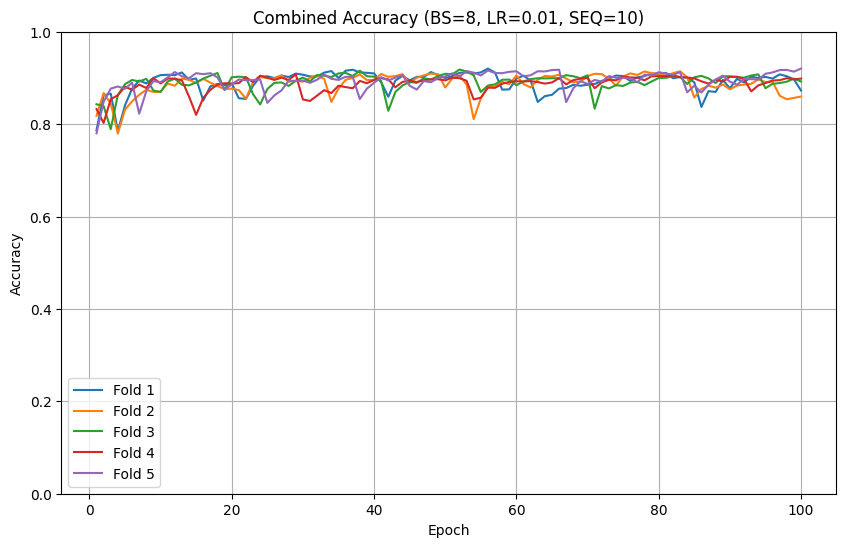 Combined Accuracy (BS=8, LR=0.01, SEQ=10)
Accuracy
1.0
0.8
0.6
0.4
0.2
0.0
Fold 1
Fold 2
Fold 3
Fold 4
Fold 5
0 20 40 60 80 100
Epoch